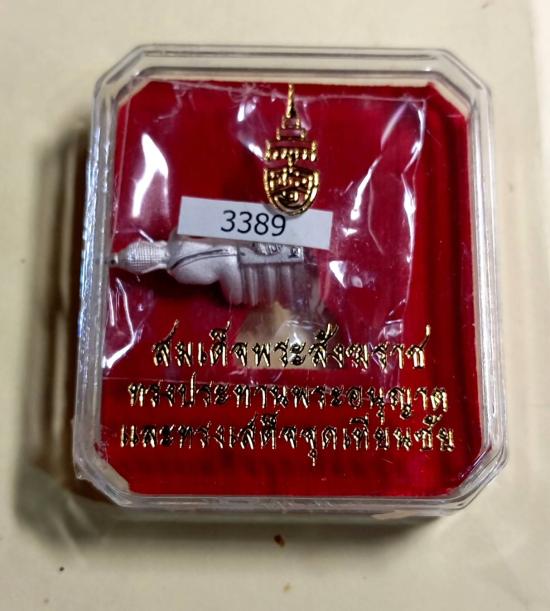 3389
สมเด็จพระสังฆราช
ทรงประทานพระอนุญาต
และทรงเสด็จจุดเทียนชัย